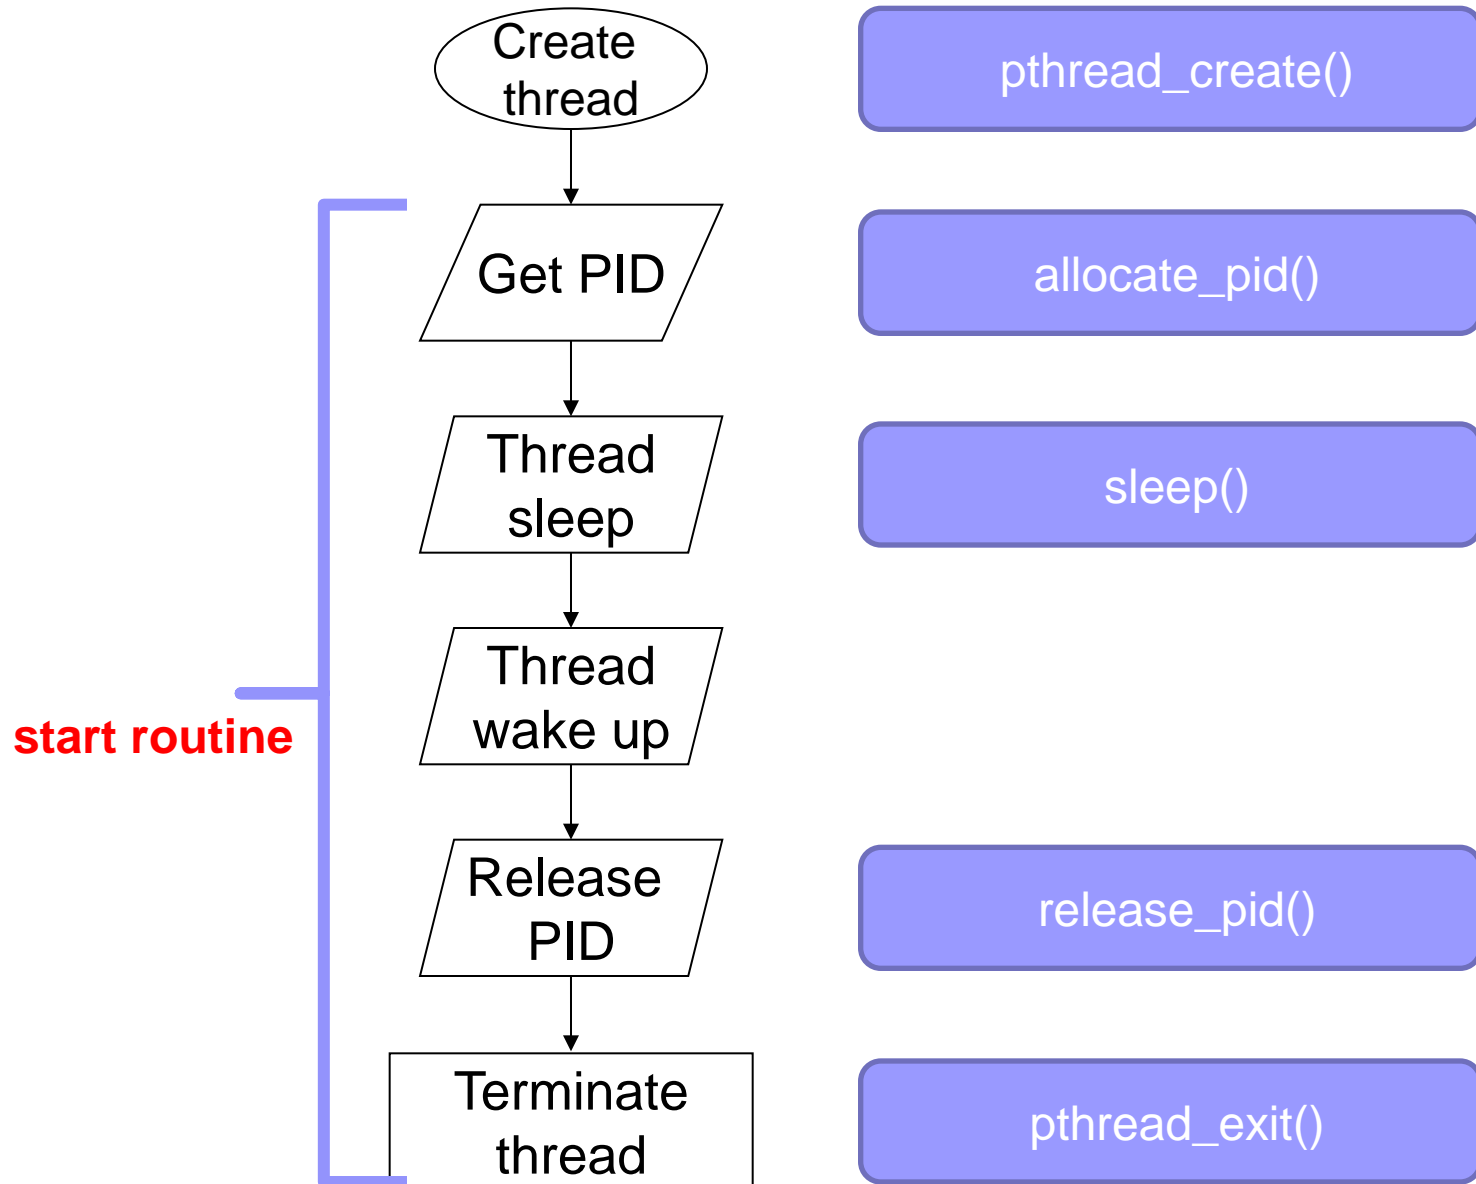 Create
thread
pthread_create()
Get PID
allocate_pid()
Thread
sleep
sleep()
Thread
wake up
start routine
Release
PID
release_pid()
Terminate
thread
pthread_exit()